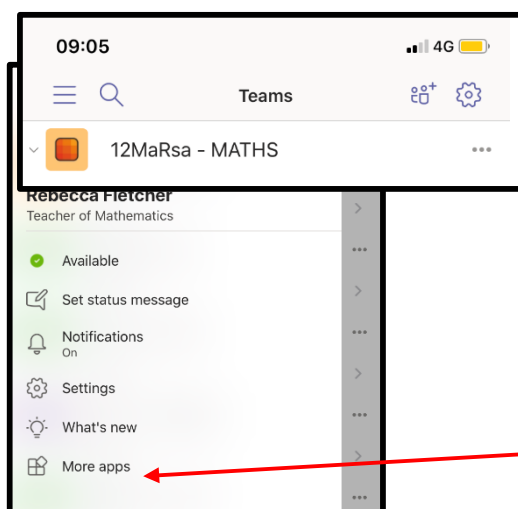 09:05 4G
Teams
12MaRsa - MATHS
Rebecca Fletcher
Teacher of Mathematics
Available
Set status message
Notifications
On
Settings
What's new
More apps